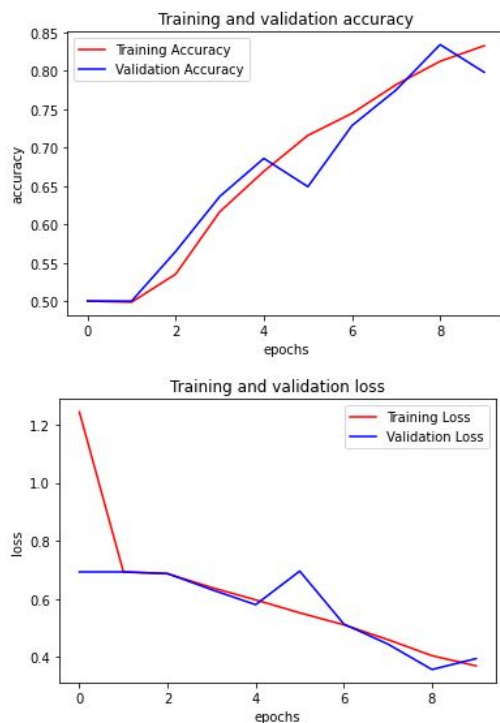 Training and validation accuracy
0.85
0.80
0.75
0.70
0.65
0.60
0.55
0.50
accuracy
Training Accuracy
Validation Accuracy
0 2 4 6 8
epochs
Training and validation loss
1.2
1.0
0.8
0.6
0.4
loss
Training Loss
Validation Loss
0 2 4 6 8
epochs